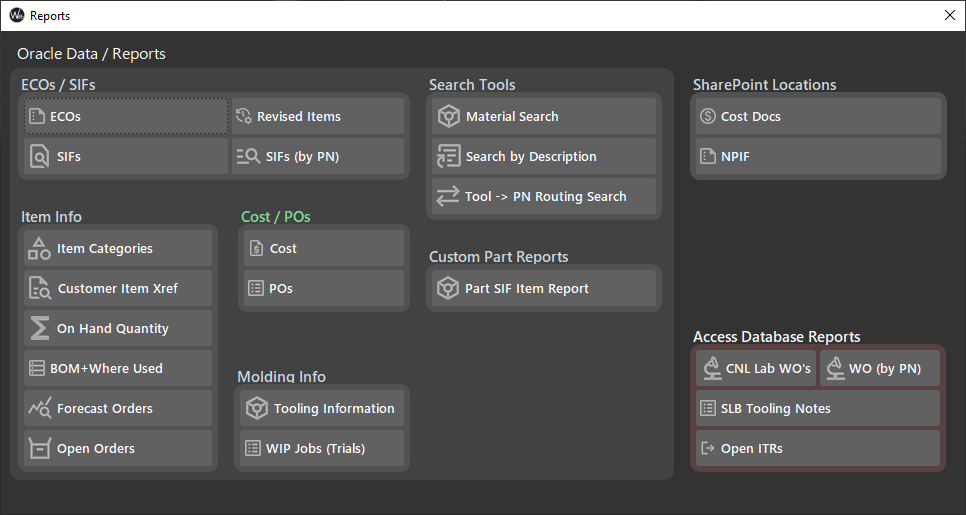 Reports
Oracle Data / Reports
ECOs / SIFs
ECOs
Revised Items
SIFs
SIFs (by PN)
Search Tools
Material Search
Search by Description
Tool -> PN Routing Search
SharePoint Locations
Cost Docs
NPIF
Item Info
Item Categories
Customer Item Xref
On Hand Quantity
BOM+Where Used
Forecast Orders
Open Orders
Cost / POs
Cost
POs
Custom Part Reports
Part SIF Item Report
Molding Info
Tooling Information
WIP Jobs (Trials)
Access Database Reports
CNL Lab WO's
WO (by PN)
SLB Tooling Notes
Open ITRs